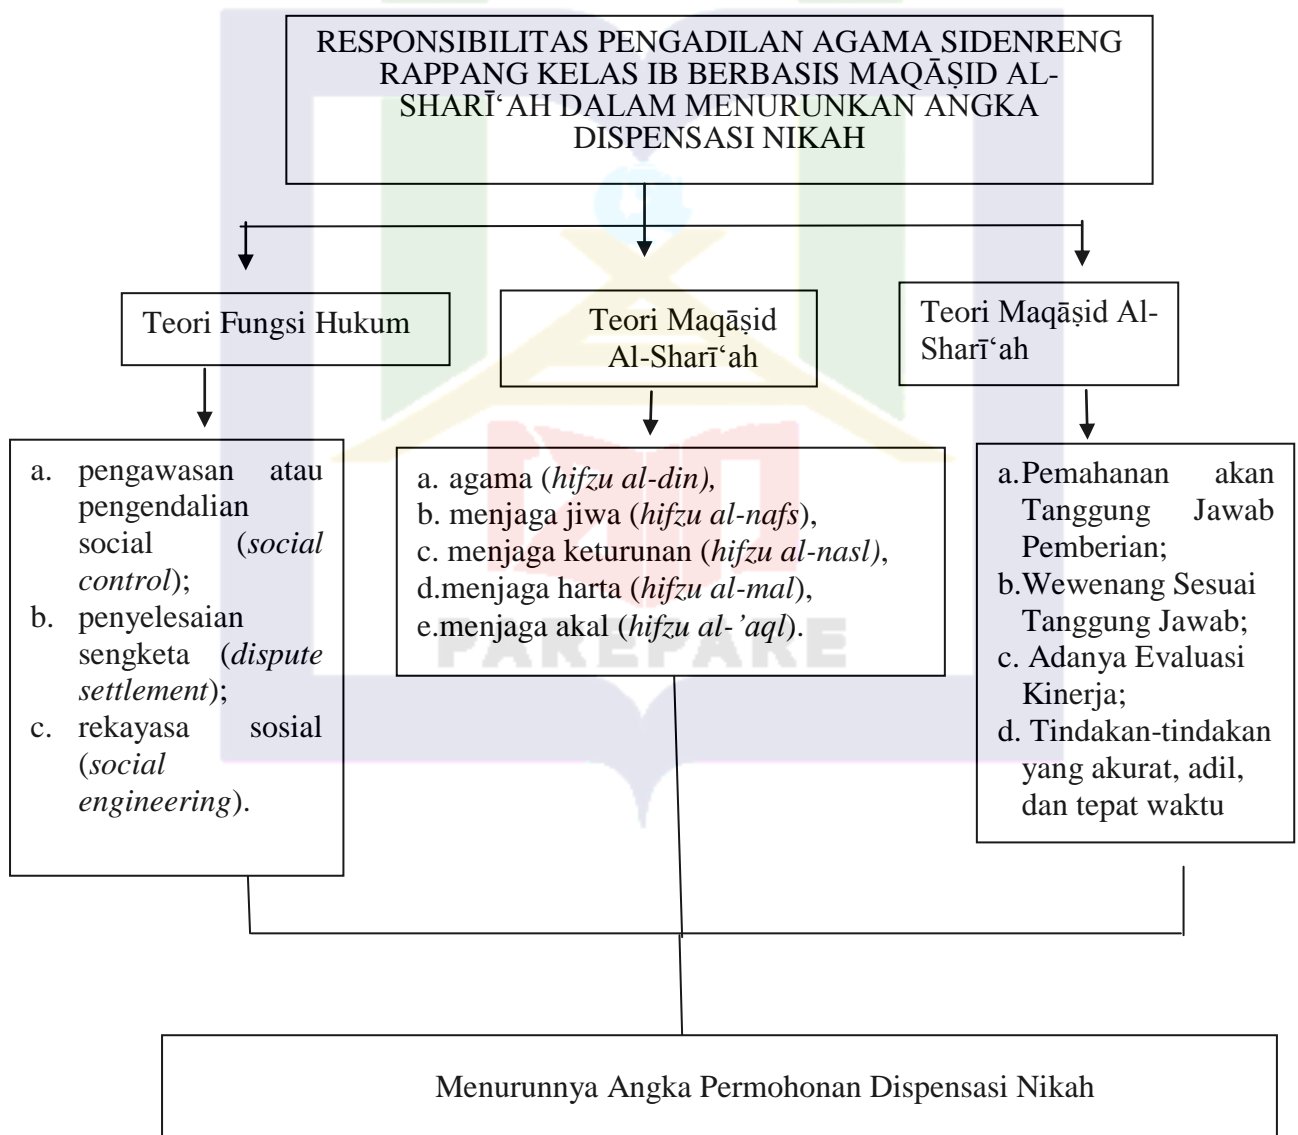 RESPONSIBILITAS PENGADILAN AGAMA SIDENRENG
RAPPANG KELAS IB BERBASIS MAQĀṢID AL-
SHARĪ‘AH DALAM MENURUNKAN ANGKA
DISPENSASI NIKAH
Teori Fungsi Hukum
Teori Maqāṣid
Al-Sharī‘ah
Teori Maqāṣid Al-
Sharī‘ah
a. pengawasan atau
pengendalian
social (social
control);
b. penyelesaian
sengketa (dispute
settlement);
c. rekayasa sosial
(social
engineering).
a. agama (hifzu al-din),
b. menjaga jiwa (hifzu al-nafs),
c. menjaga keturunan (hifzu al-nasl),
d.menjaga harta (hifzu al-mal),
e.menjaga akal (hifzu al-’aql).
a.Pemahanan akan
Tanggung Jawab
Pemberian;
b.Wewenang Sesuai
Tanggung Jawab;
c. Adanya Evaluasi
Kinerja;
d. Tindakan-tindakan
yang akurat, adil,
dan tepat waktu
PAREPARE
Menurunnya Angka Permohonan Dispensasi Nikah